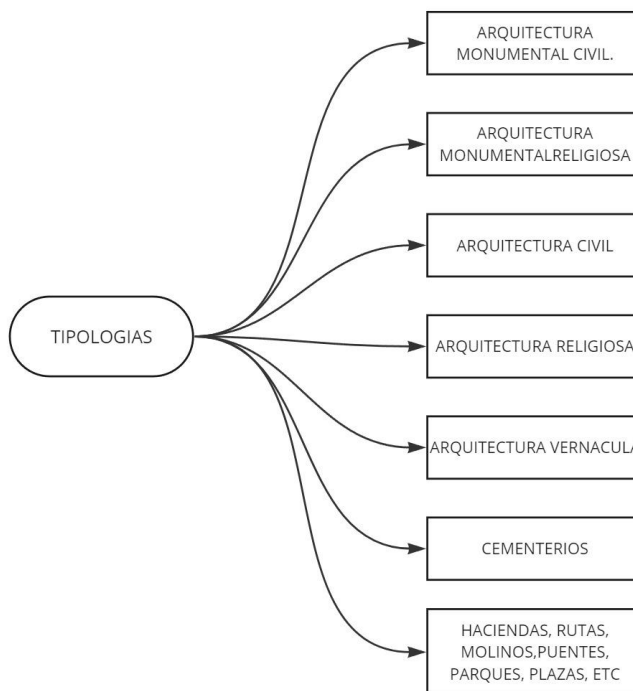 TIPOLOGIAS
ARQUITECTURA
MONUMENTAL CIVIL.
ARQUITECTURA
MONUMENTALRELIGIOSA
ARQUITECTURA CIVIL
ARQUITECTURA RELIGIOSA
ARQUITECTURA VERNACULA
CEMENTERIOS
HACIENDAS, RUTAS,
MOLINOS,PUENTES,
PARQUES, PLAZAS, ETC